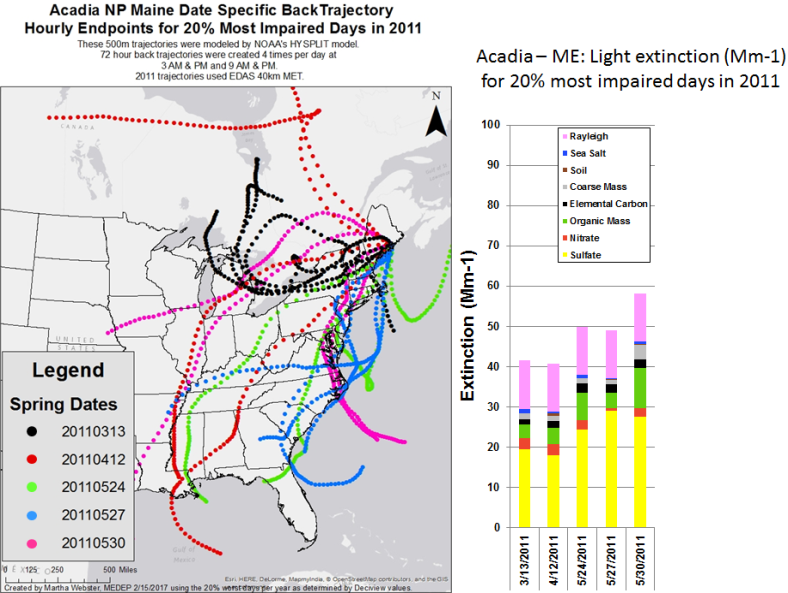 Acadia NP Maine Date Specific BackTrajectory
Hourly Endpoints for 20% Most Impaired Days in 2011
These 500m trajectories were modeled by NOAA's HYSPLIT model.
72 hour back trajectories were created 4 times per day at
3 AM & PM and 9 AM & PM.
2011 trajectories used EDAS 40km MET.
N
CANADA
UNITED
STATES
Legend
Spring Dates
20110313
20110412
20110524
20110527
20110530
Gulf of
Mexico
0 125 250 500 Miles
Esri, HERE, DeLorme, MapmyIndia, © OpenStreetMap contributors, and the GIS
Created by Martha Webster, MEDEP 2/15/2017 using the 20% worst days per year as determined by Decview values.
Acadia – ME: Light extinction (Mm-1)
for 20% most impaired days in 2011
Extinction (Mm-1)
100
90
80
70
60
50
40
30
20
10
0
Rayleigh
Sea Salt
Soil
Coarse Mass
Elemental Carbon
Organic Mass
Nitrate
Sulfate
3/13/2011
4/12/2011
5/24/2011
5/27/2011
5/30/2011